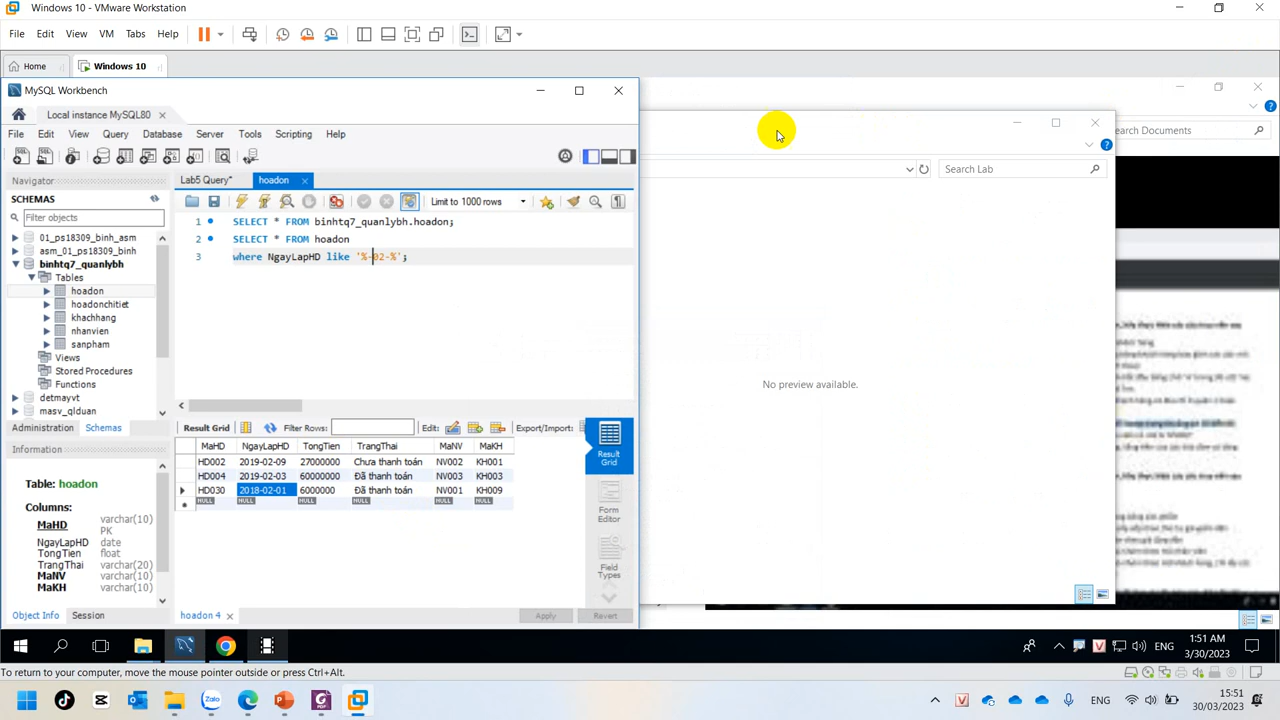 Windows 10 - VMware Workstation
File Edit View VM Tabs Help
Home Windows 10
MySQL Workbench
Local instance MySQL80
File Edit View Query Database Server Tools Scripting Help
Navigator
SCHEMAS
Filter objects
01_ps18309_binh_asm
asm_01_ps18309_binh
binhtq7_quanlybh
Tables
hoadon
hoadonchitiet
khachhang
nhanvien
sanpham
Views
Stored Procedures
Functions
detmayvt
masv_qlduan
Administration Schemas
Information
Table: hoadon
Columns:
MaHD varchar(10)
PK
NgayLapHD date
TongTien float
TrangThai varchar(20)
MaNV varchar(10)
MaKH varchar(10)
Object Info Session
Lab5 Query* hoadon
Limit to 1000 rows
1 SELECT * FROM binhtq7_quanlybh.hoadon;
2 SELECT * FROM hoadon
3 where NgayLapHD like '%-02-%';
Result Grid Filter Rows: Edit: Export/Import:
MaHD NgayLapHD TongTien TrangThai MaNV MaKH
HD002 2019-02-09 27000000 Chưa thanh toán NV002 KH001
HD004 2019-02-03 60000000 Đã thanh toán NV003 KH003
HD030 2018-02-01 6000000 Đã thanh toán NV001 KH009
NULL NULL NULL NULL NULL NULL
Result
Grid
Form
Editor
Field
Types
hoadon 4
Apply Revert
earch Documents
Search Lab
No preview available.
ENG
1:51 AM
3/30/2023
To return to your computer, move the mouse pointer outside or press Ctrl+Alt.
Zalo
ENG
15:51
30/03/2023